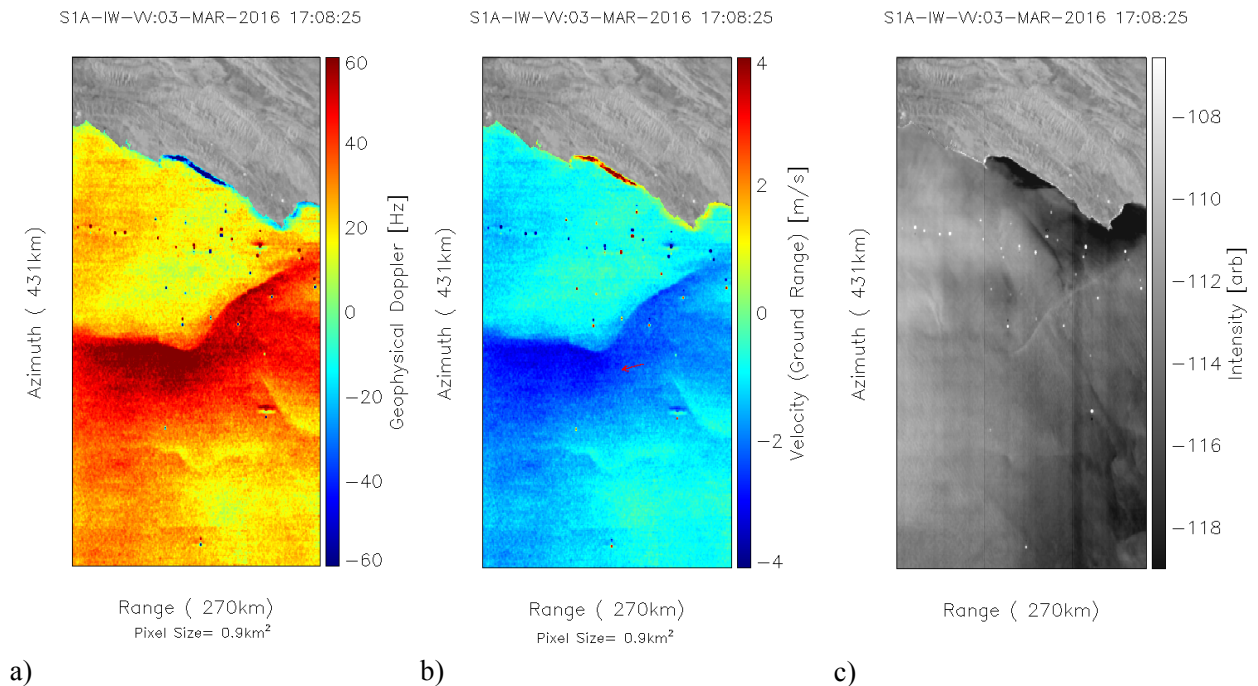 S1A-IW-VV:03-MAR-2016 17:08:25
Azimuth ( 431km)
60
40
20
0
-20
-40
-60
Geophysical Doppler [Hz]
Range ( 270km)
Pixel Size= 0.9km²
a)
S1A-IW-VV:03-MAR-2016 17:08:25
Azimuth ( 431km)
4
2
0
-2
-4
Velocity (Ground Range) [m/s]
Range ( 270km)
Pixel Size= 0.9km²
b)
S1A-IW-VV:03-MAR-2016 17:08:25
Azimuth ( 431km)
-108
-110
-112
-114
-116
-118
Intensity [arb]
Range ( 270km)
c)